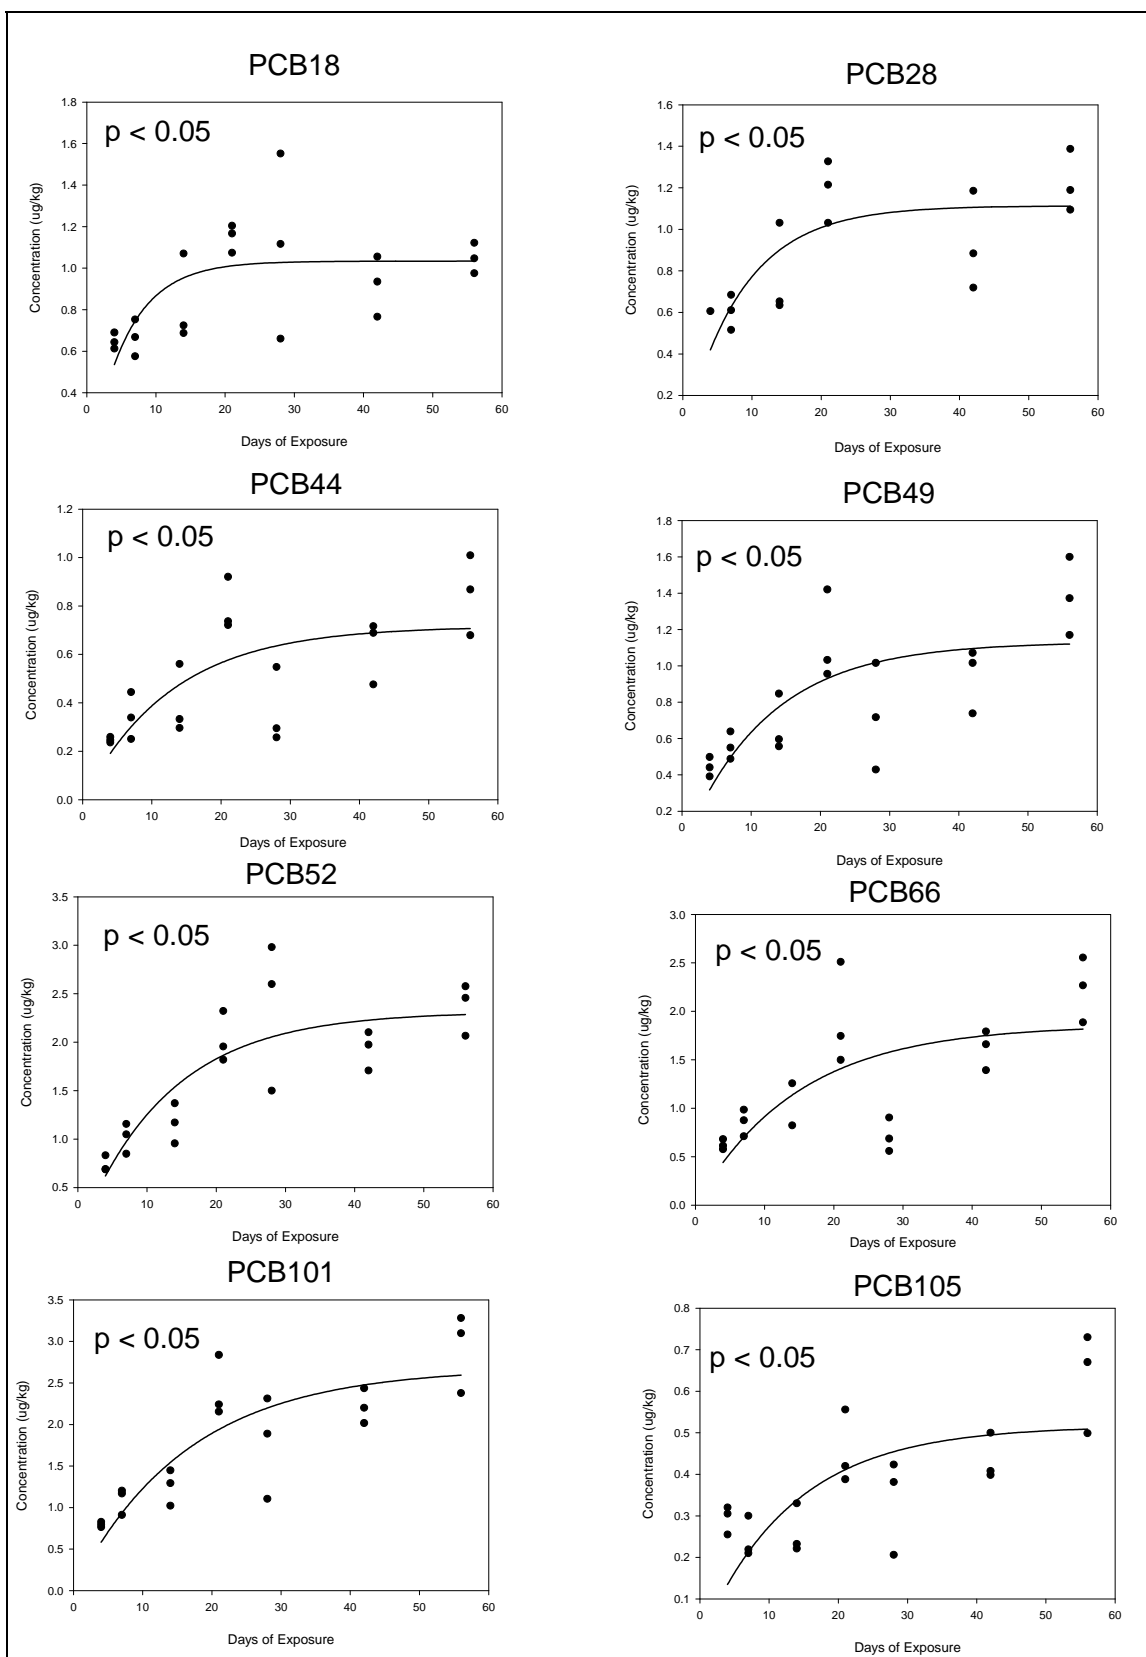 PCB18
p < 0.05
Concentration (ug/kg)
1.8
1.6
1.4
1.2
1.0
0.8
0.6
0.4
0 10 20 30 40 50 60
Days of Exposure
PCB28
p < 0.05
Concentration (ug/kg)
1.6
1.4
1.2
1.0
0.8
0.6
0.4
0.2
0 10 20 30 40 50 60
Days of Exposure
PCB44
p < 0.05
Concentration (ug/kg)
1.2
1.0
0.8
0.6
0.4
0.2
0.0
0 10 20 30 40 50 60
Days of Exposure
PCB49
p < 0.05
Concentration (ug/kg)
1.8
1.6
1.4
1.2
1.0
0.8
0.6
0.4
0.2
0 10 20 30 40 50 60
Days of Exposure
PCB52
p < 0.05
Concentration (ug/kg)
3.5
3.0
2.5
2.0
1.5
1.0
0.5
0 10 20 30 40 50 60
Days of Exposure
PCB66
p < 0.05
Concentration (ug/kg)
3.0
2.5
2.0
1.5
1.0
0.5
0.0
0 10 20 30 40 50 60
Days of Exposure
PCB101
p < 0.05
Concentration (ug/kg)
3.5
3.0
2.5
2.0
1.5
1.0
0.5
0.0
0 10 20 30 40 50 60
Days of Exposure
PCB105
p < 0.05
Concentration (ug/kg)
0.8
0.7
0.6
0.5
0.4
0.3
0.2
0.1
0 10 20 30 40 50 60
Days of Exposure